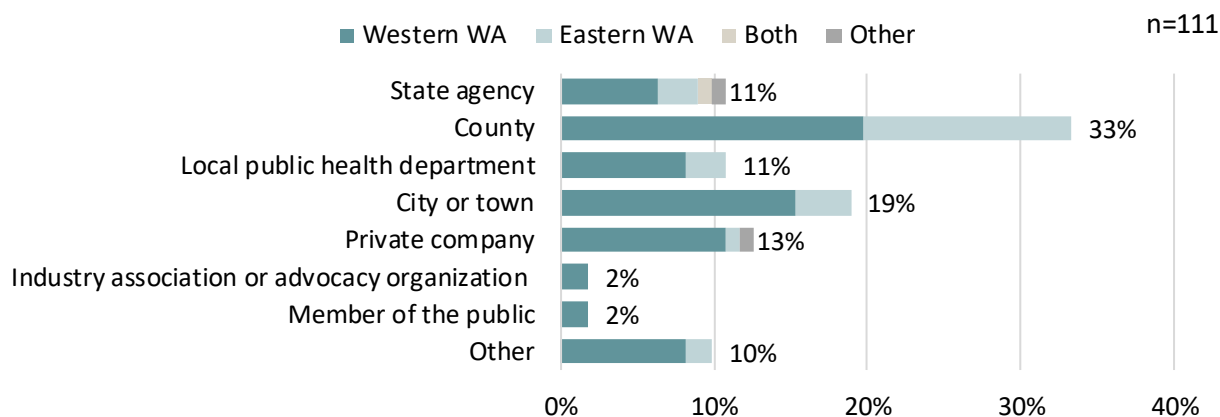 Western WA Eastern WA Both Other n=111
State agency 11%
County 33%
Local public health department 11%
City or town 19%
Private company 13%
Industry association or advocacy organization 2%
Member of the public 2%
Other 10%
0% 10% 20% 30% 40%